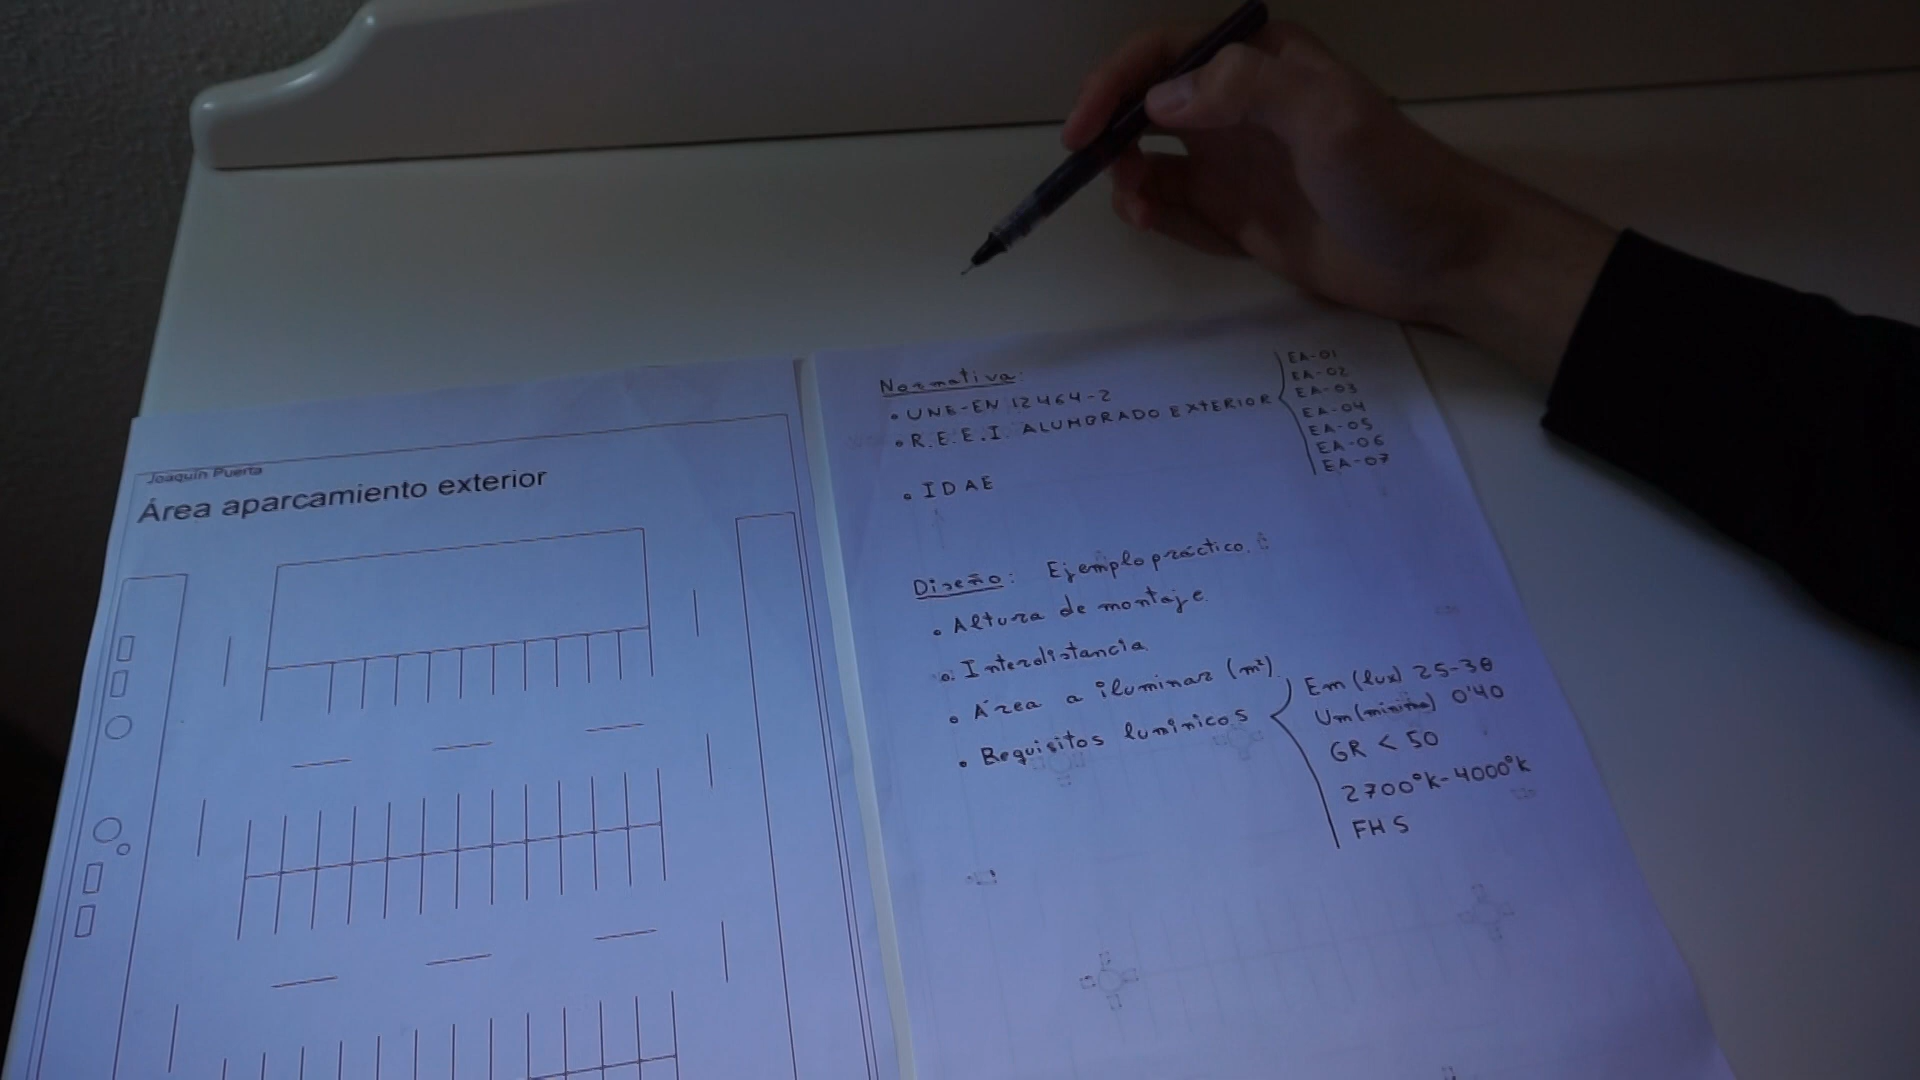 Joaquín Puerta
Área aparcamiento exterior
Normativa:
• UNE-EN 12464-2
• R.E.E.I. ALUMBRADO EXTERIOR
EA-01
EA-02
EA-03
EA-04
EA-05
EA-06
EA-07
• IDAE
Diseño: Ejemplo práctico.
• Altura de montaje.
• Interdistancia
• Área a iluminar (m²).
• Requisitos lumínicos
Em (lux) 25-30
Um (mínima) 0'40
GR < 50
2700°K-4000°K
FHS